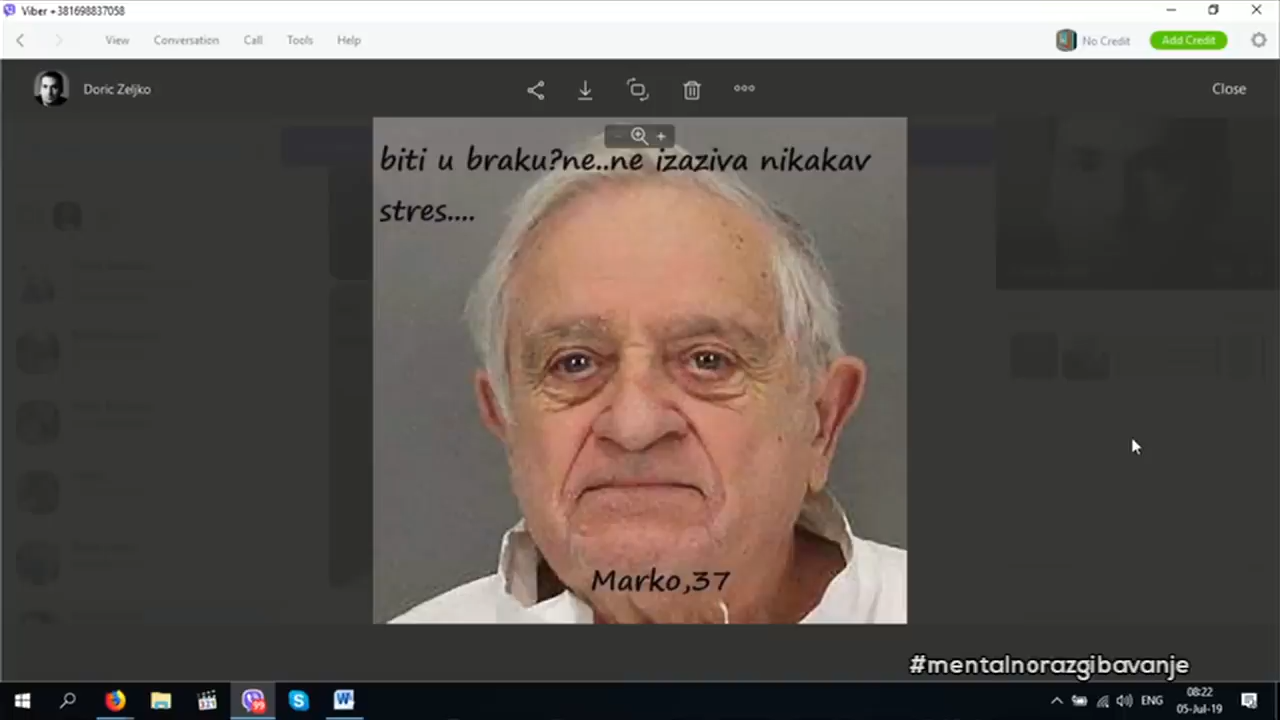 Viber +381698837058
View Conversation Call Tools Help No Credit Add Credit
Doric Zeljko Close
biti u braku?ne..ne izaziva nikakav
stres....
Marko,37
#mentalnorazgibavanje
99 ENG 08:22
05-Jul-19